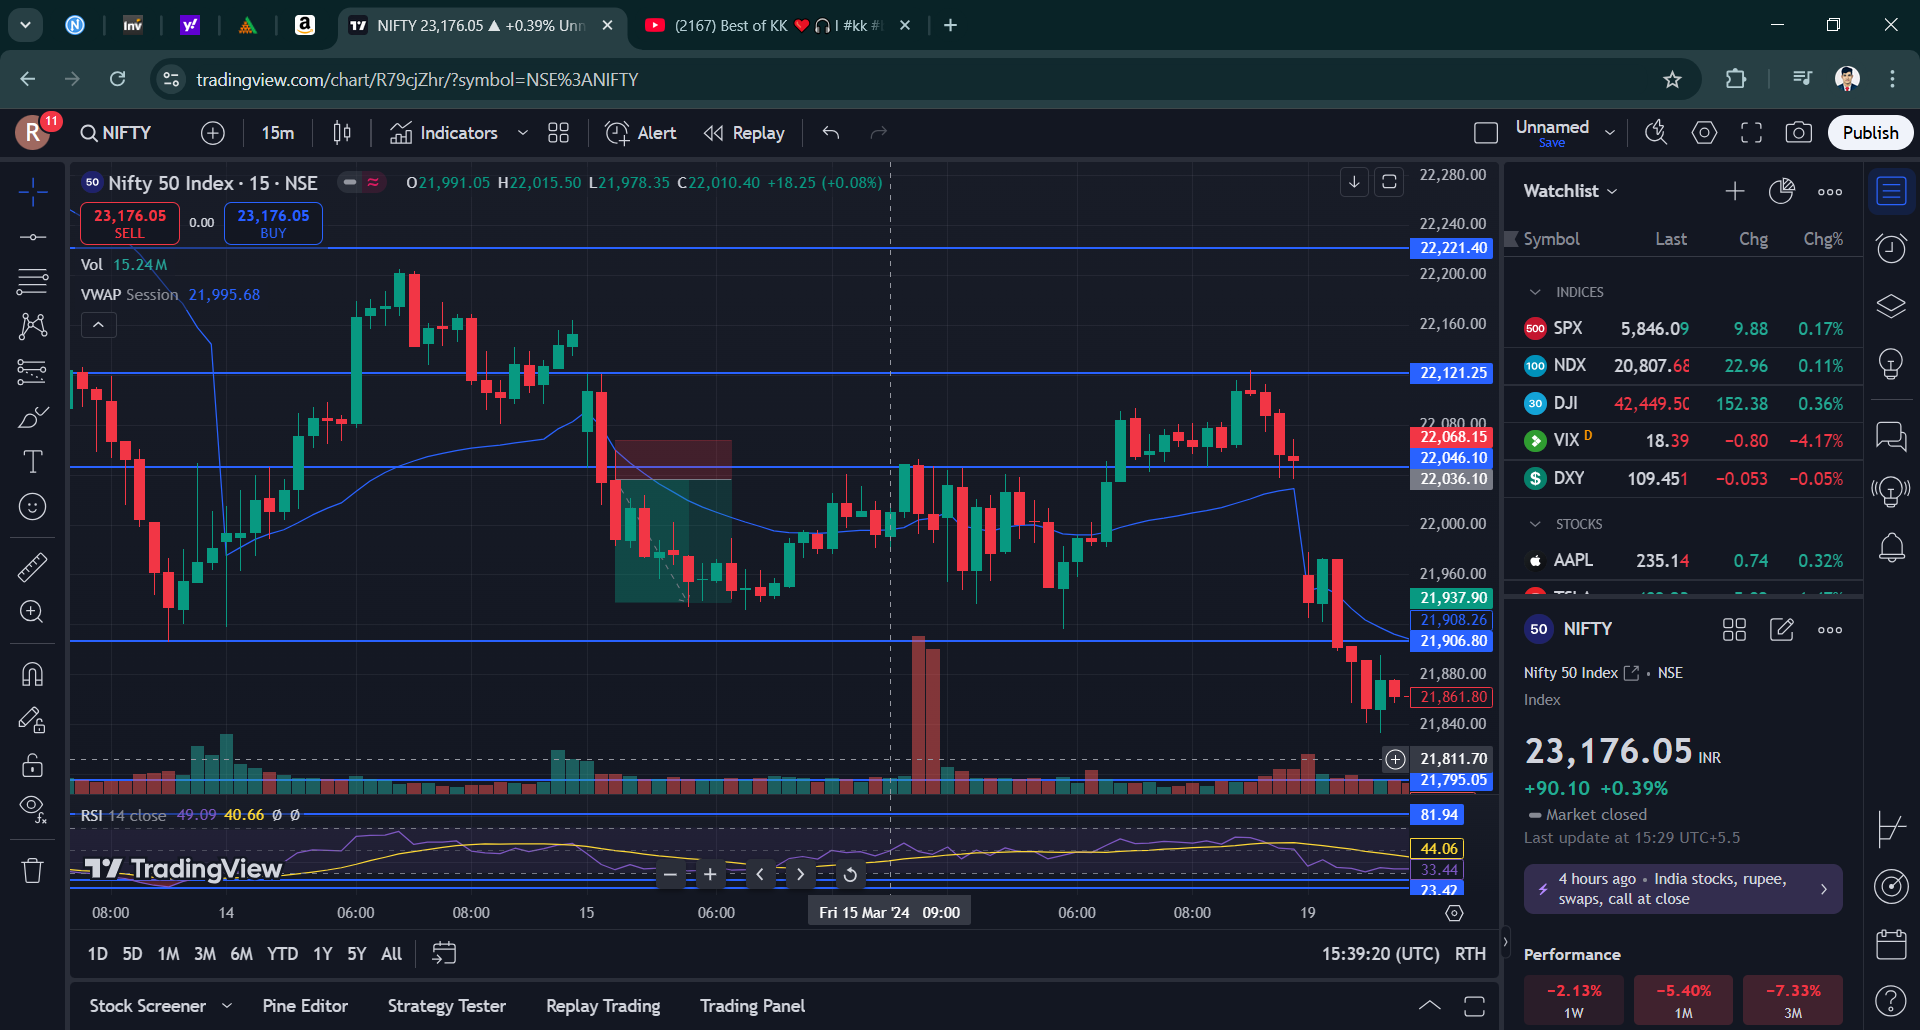 Inv
y!
a
NIFTY 23,176.05 ▲ +0.39% Unn
(2167) Best of KK ❤️ 🎧 I #kk #
tradingview.com/chart/R79cjZhr/?symbol=NSE%3ANIFTY
R 11 NIFTY 15m Indicators Alert Replay Unnamed Save Publish
50 Nifty 50 Index · 15 · NSE O21,991.05 H22,015.50 L21,978.35 C22,010.40 +18.25 (+0.08%)
23,176.05 SELL 0.00 23,176.05 BUY
Vol 15.24M
VWAP Session 21,995.68
22,280.00
22,240.00
22,221.40
22,200.00
22,160.00
22,121.25
22,080.00
22,068.15
22,046.10
22,036.10
22,000.00
21,960.00
21,937.90
21,908.26
21,906.80
21,880.00
21,861.80
21,840.00
21,811.70
21,795.05
RSI 14 close 49.09 40.66 Ø Ø
81.94
44.06
33.44
23.42
TradingView
08:00 14 06:00 08:00 15 06:00 Fri 15 Mar '24 09:00 06:00 08:00 19
1D 5D 1M 3M 6M YTD 1Y 5Y All 15:39:20 (UTC) RTH
Stock Screener Pine Editor Strategy Tester Replay Trading Trading Panel
Watchlist
Symbol Last Chg Chg%
INDICES
500 SPX 5,846.09 9.88 0.17%
100 NDX 20,807.68 22.96 0.11%
30 DJI 42,449.50 152.38 0.36%
VIX D 18.39 −0.80 −4.17%
$ DXY 109.451 −0.053 −0.05%
STOCKS
AAPL 235.14 0.74 0.32%
50 NIFTY
Nifty 50 Index · NSE
Index
23,176.05 INR
+90.10 +0.39%
Market closed
Last update at 15:29 UTC+5.5
4 hours ago • India stocks, rupee,
swaps, call at close
Performance
−2.13% −5.40% −7.33%
1W 1M 3M